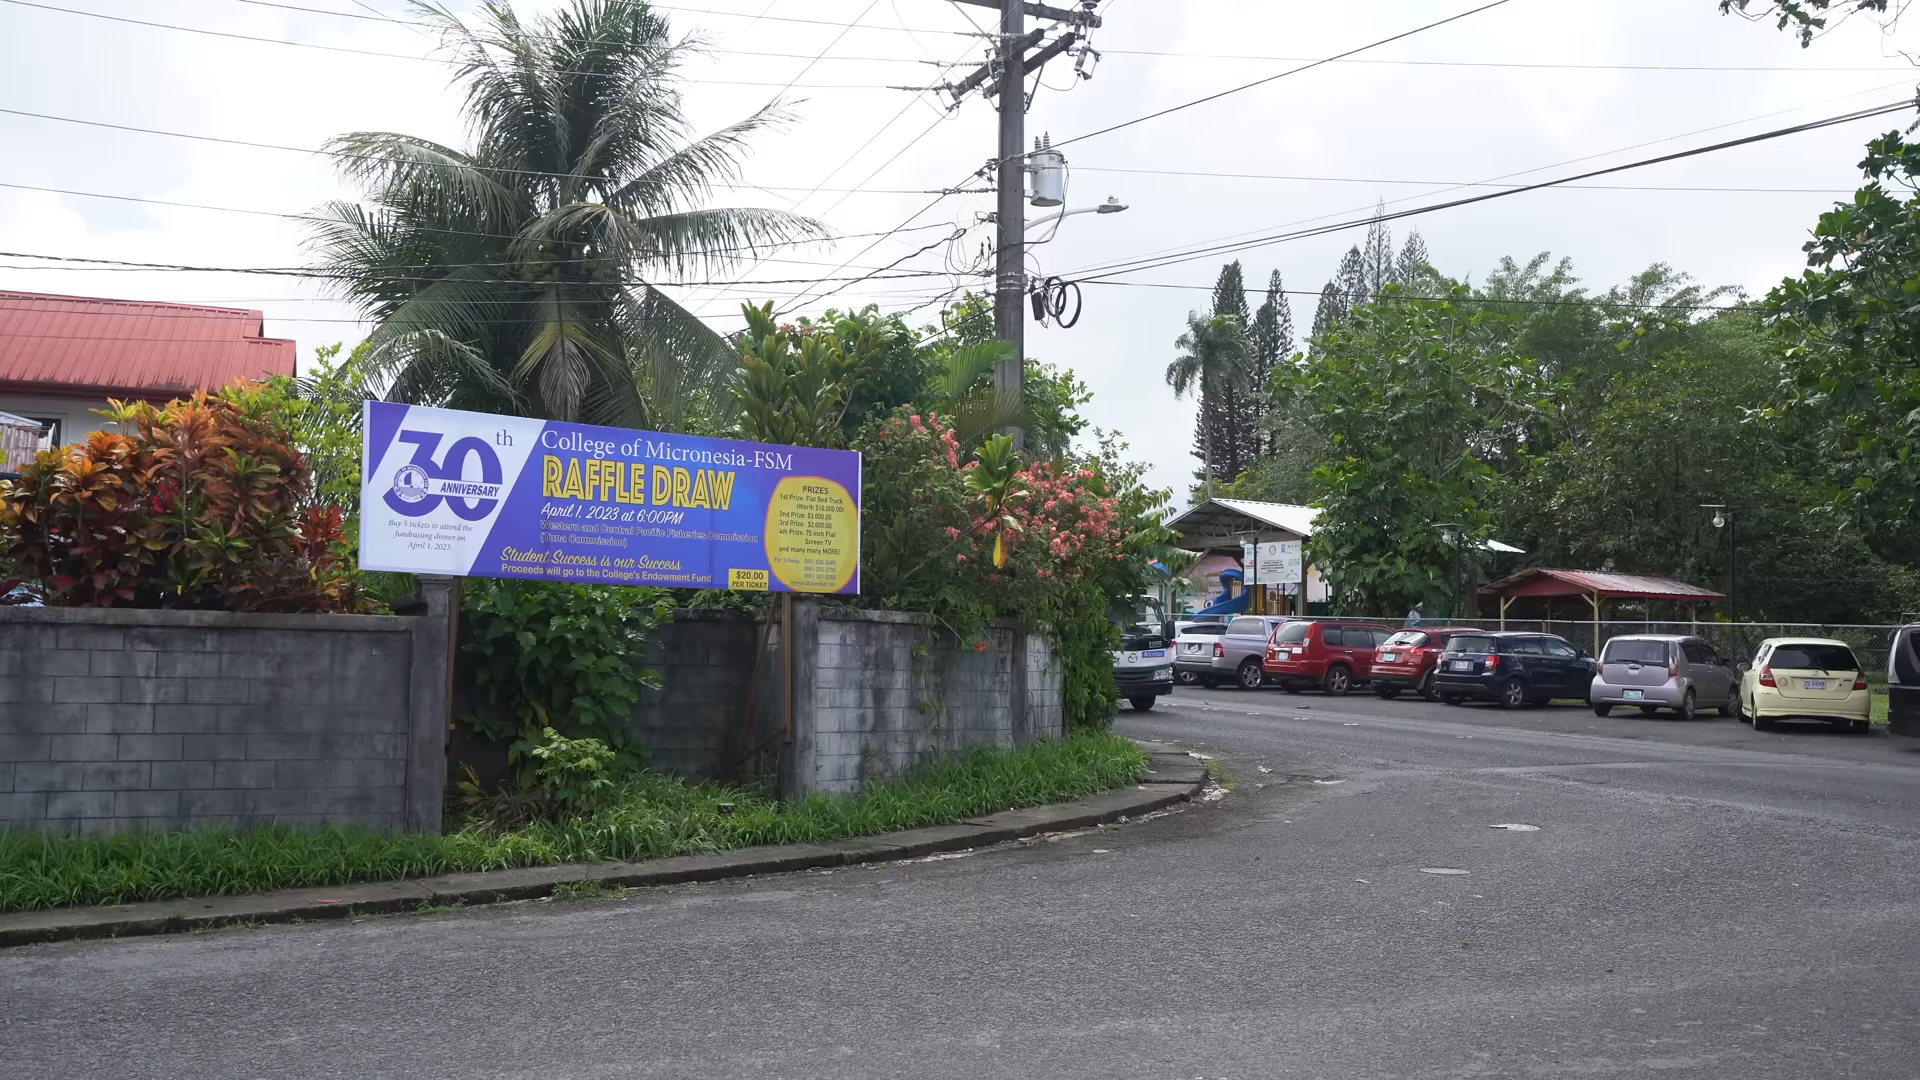 30th
ANNIVERSARY
Buy 5 tickets to attend the
fundraising dinner on
April 1, 2023.
College of Micronesia-FSM
RAFFLE DRAW
April 1, 2023 at 6:00PM
Western and Central Pacific Fisheries Commission
(Tuna Commission)
Student Success is our Success
Proceeds will go to the College's Endowment Fund
$20.00
PER TICKET
PRIZES
1st Prize: Flat Bed Truck
(Worth $10,000.00)
2nd Prize: $3,000.00
3rd Prize: $2,000.00
4th Prize: 75 Inch Flat
Screen TV
and many many MORE!